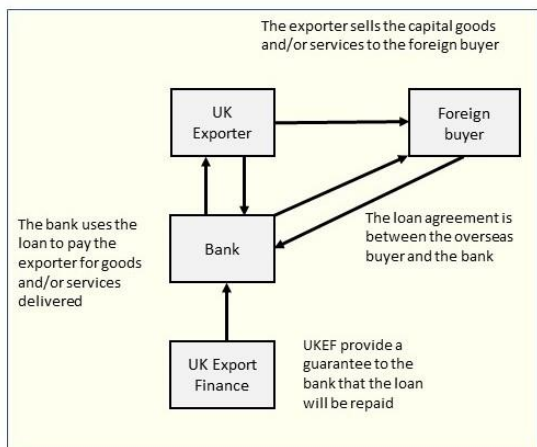 The exporter sells the capital goods
and/or services to the foreign buyer
UK
Exporter
Foreign
buyer
The bank uses the
loan to pay the
exporter for goods
and/or services
delivered
Bank
The loan agreement is
between the overseas
buyer and the bank
UK Export
Finance
UKEF provide a
guarantee to the
bank that the loan
will be repaid